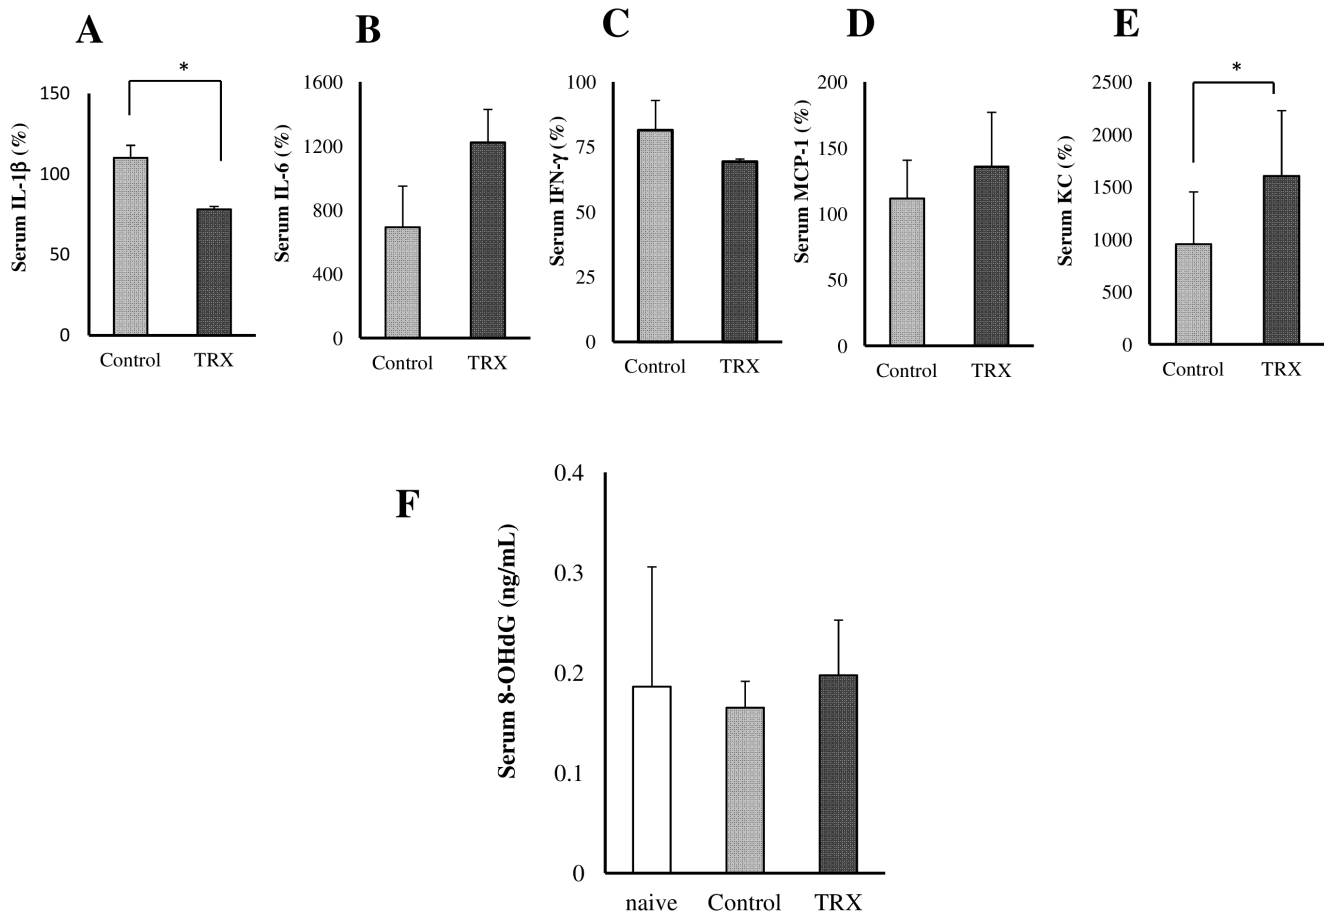 A
B
C
D
E
*
*
Serum IL-1β (%)
150
100
50
0
Control
TRX
Serum IL-6 (%)
1600
1200
800
400
0
Control
TRX
Serum IFN-γ (%)
100
75
50
25
0
Control
TRX
Serum MCP-1 (%)
200
150
100
50
0
Control
TRX
Serum KC (%)
2500
2000
1500
1000
500
0
Control
TRX
F
Serum 8-OHdG (ng/mL)
0.4
0.3
0.2
0.1
0
naive
Control
TRX